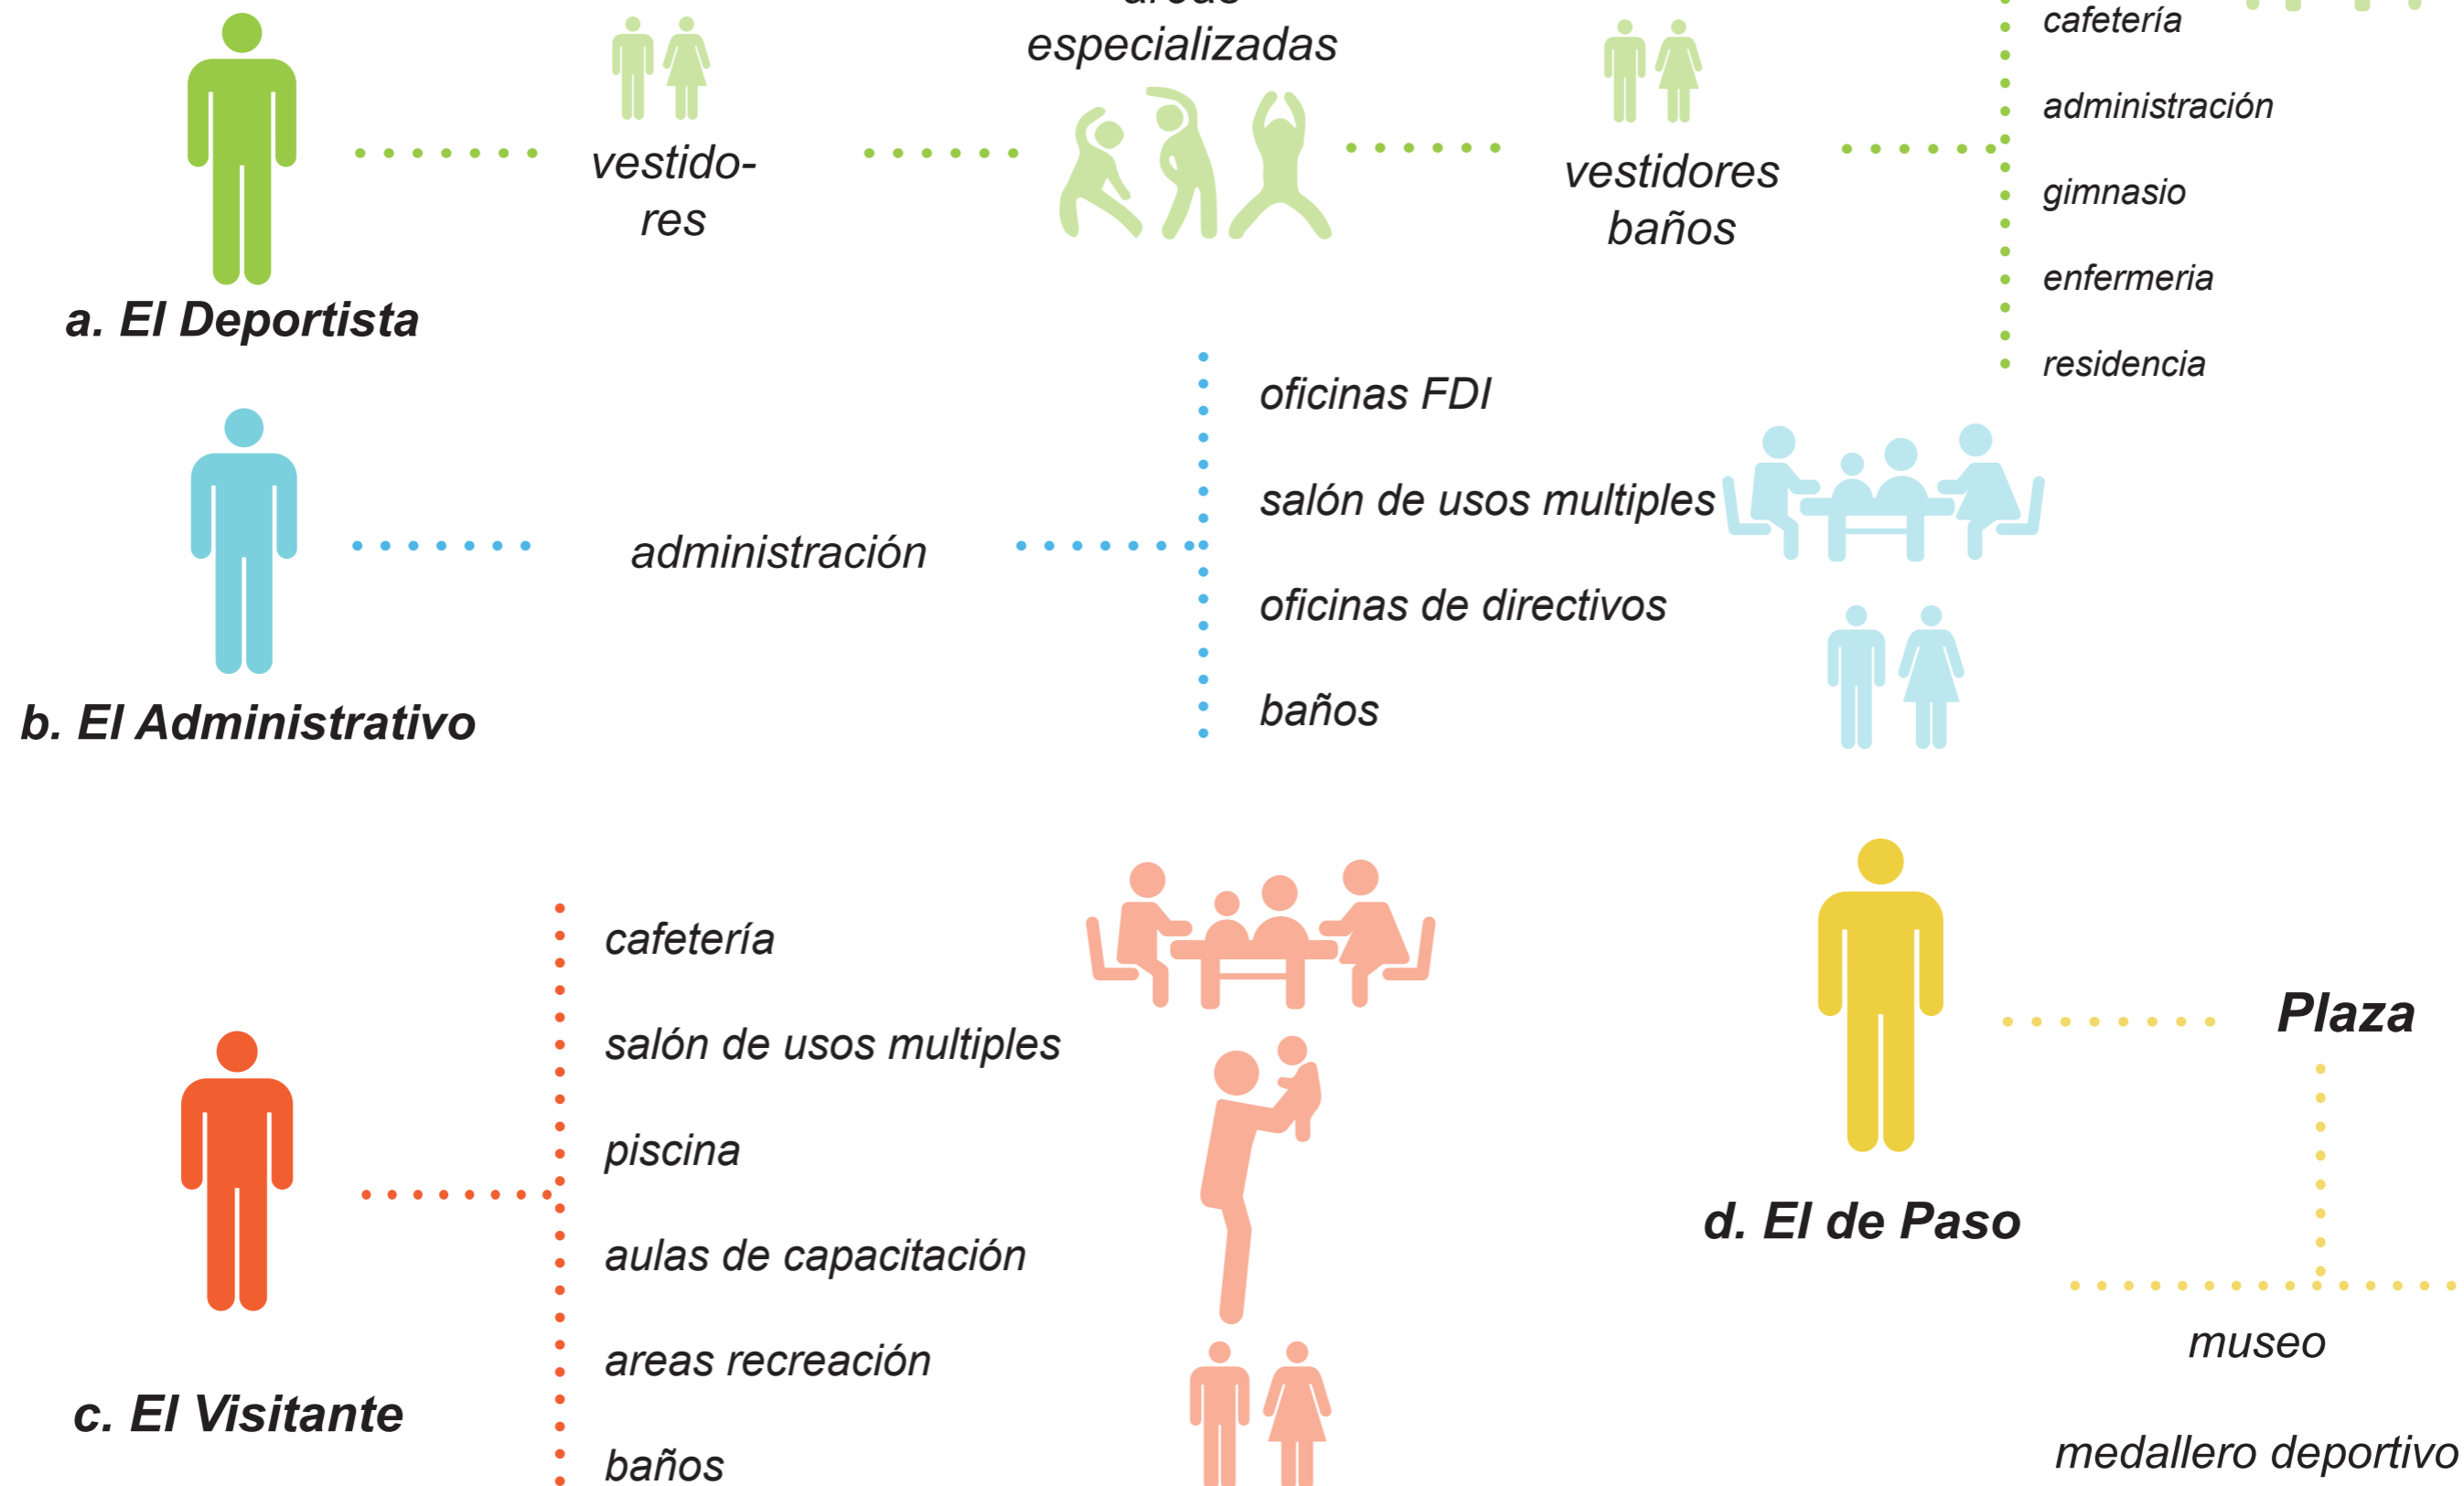 especializadas
vestido-
res
vestidores
baños
cafetería
administración
gimnasio
enfermeria
residencia
a. El Deportista
administración
oficinas FDI
salón de usos multiples
oficinas de directivos
baños
b. El Administrativo
cafetería
salón de usos multiples
piscina
aulas de capacitación
areas recreación
baños
c. El Visitante
Plaza
d. El de Paso
museo
medallero deportivo